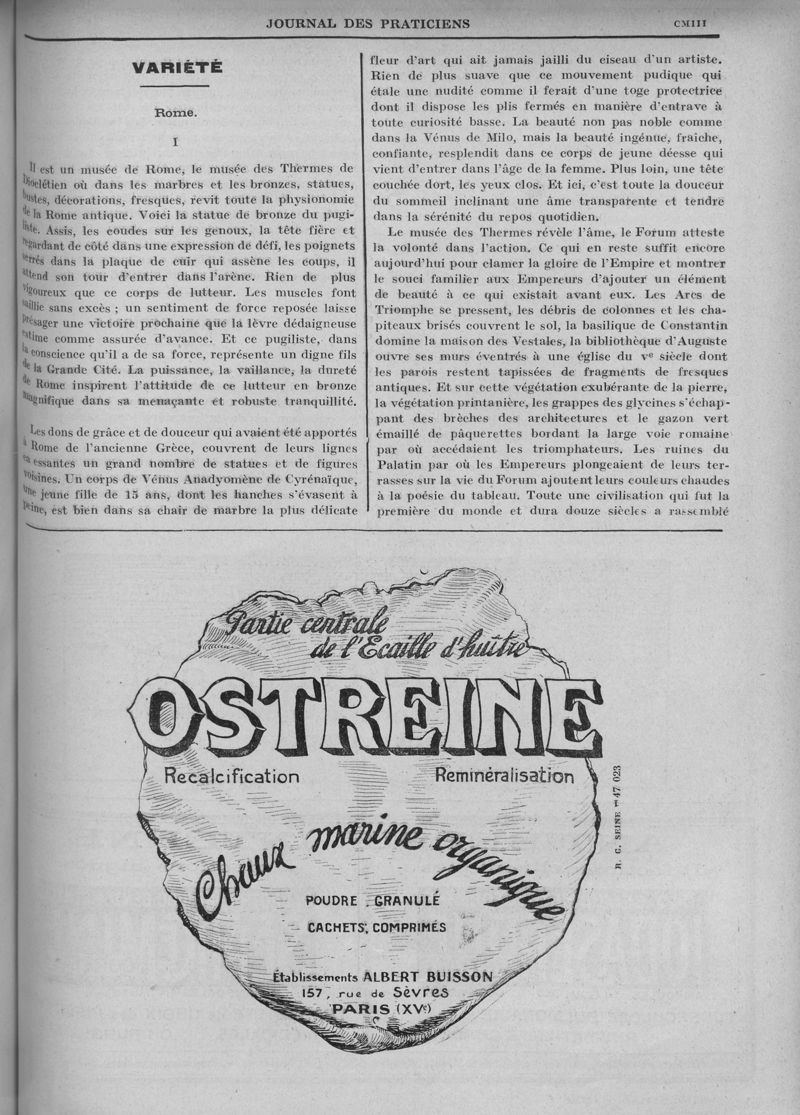 JOURNAL DES PRATICIENS
CMIII
VARIÉTÉ
Rome.
I
Il est un musée de Rome, le musée des Thermes de
Dioclétien où dans les marbres et les bronzes, statues,
bustes, décorations, fresques, revit toute la physionomie
de la Rome antique. Voici la statue de bronze du pugi-
liste. Assis, les coudes sur les genoux, la tête fière et
regardant de côté dans une expression de défi, les poignets
serrés dans la plaque de cuir qui assène les coups, il
attend son tour d'entrer dans l'arène. Rien de plus
vigoureux que ce corps de lutteur. Les muscles font
saillie sans excès ; un sentiment de force reposée laisse
présager une victoire prochaine que la lèvre dédaigneuse
estime comme assurée d'avance. Et ce pugiliste, dans
la conscience qu'il a de sa force, représente un digne fils
de la Grande Cité. La puissance, la vaillance, la dureté
de Rome inspirent l'attitude de ce lutteur en bronze
magnifique dans sa menaçante et robuste tranquillité.
Les dons de grâce et de douceur qui avaient été apportés
à Rome de l'ancienne Grèce, couvrent de leurs lignes
caressantes un grand nombre de statues et de figures
voisines. Un corps de Vénus Anadyomène de Cyrénaïque,
une jeune fille de 15 ans, dont les hanches s'évasent à
peine, est bien dans sa chair de marbre la plus délicate
fleur d'art qui ait jamais jailli du ciseau d'un artiste.
Rien de plus suave que ce mouvement pudique qui
étale une nudité comme il ferait d'une toge protectrice
dont il dispose les plis fermés en manière d'entrave à
toute curiosité basse. La beauté non pas noble comme
dans la Vénus de Milo, mais la beauté ingénue, fraîche,
confiante, resplendit dans ce corps de jeune déesse qui
vient d'entrer dans l'âge de la femme. Plus loin, une tête
couchée dort, les yeux clos. Et ici, c'est toute la douceur
du sommeil inclinant une âme transparente et tendre
dans la sérénité du repos quotidien.
Le musée des Thermes révèle l'âme, le Forum atteste
la volonté dans l'action. Ce qui en reste suffit encore
aujourd'hui pour clamer la gloire de l'Empire et montrer
le souci familier aux Empereurs d'ajouter un élément
de beauté à ce qui existait avant eux. Les Arcs de
Triomphe se pressent, les débris de colonnes et les cha-
piteaux brisés couvrent le sol, la basilique de Constantin
domine la maison des Vestales, la bibliothèque d'Auguste
ouvre ses murs éventrés à une église du vᵉ siècle dont
les parois restent tapissées de fragments de fresques
antiques. Et sur cette végétation exubérante de la pierre,
la végétation printanière, les grappes des glycines s'échap-
pant des brèches des architectures et le gazon vert
émaillé de pâquerettes bordant la large voie romaine
par où accédaient les triomphateurs. Les ruines du
Palatin par où les Empereurs plongeaient de leurs ter-
rasses sur la vie du Forum ajoutent leurs couleurs chaudes
à la poésie du tableau. Toute une civilisation qui fut la
première du monde et dura douze siècles a rassemblé
Partie centrale
de l'Ecaille d'huître
OSTREINE
Recalcification
Reminéralisation
Chaux marine organique
POUDRE, GRANULÉ
CACHETS, COMPRIMÉS
Établissements ALBERT BUISSON
157, rue de Sèvres
PARIS (XVᵉ)
R. C. SEINE 147 023